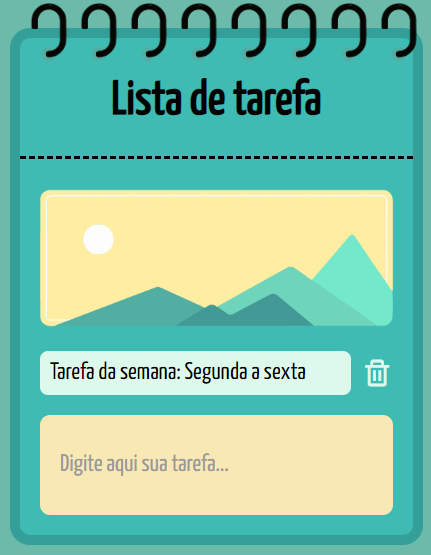 Lista de tarefa
Tarefa da semana: Segunda a sexta
Digite aqui sua tarefa...